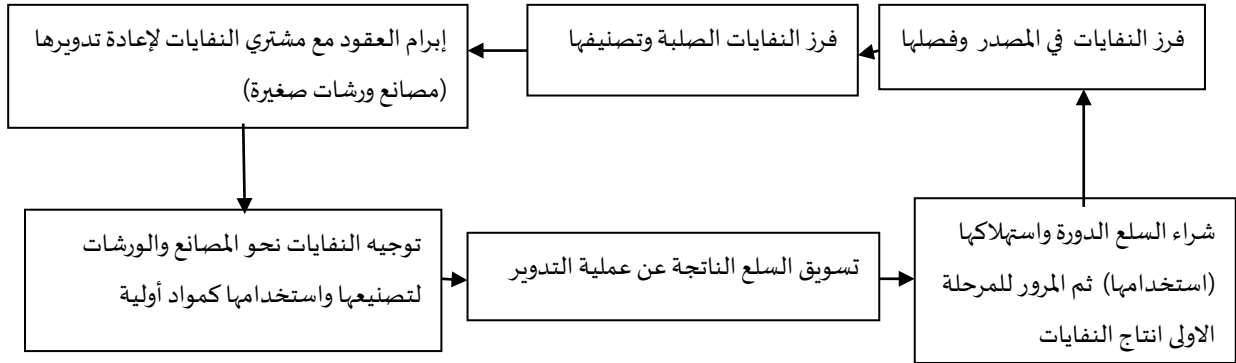 فرز النفايات في المصدر وفصلها
فرز النفايات الصلبة وتصنيفها
إبرام العقود مع مشتري النفايات لإعادة تدويرها
(مصانع ورشات صغيرة)
توجيه النفايات نحو المصانع والورشات
لتصنيعها واستخدامها كمواد أولية
تسويق السلع الناتجة عن عملية التدوير
شراء السلع الدورة واستهلاكها
(استخدامها) ثم المرور للمرحلة
الاولى انتاج النفايات